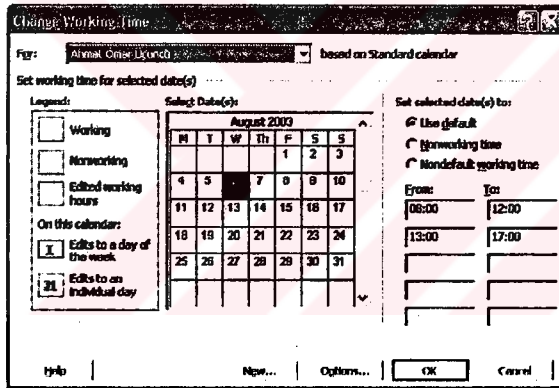 Change Working Time
For: based on Standard calendar
Set working time for selected date(s)
Legend:
Working
Nonworking
Edited working
hours
On this calendar:
1 Edits to a day of
the week
31 Edits to an
individual day
Select Date(s):
August 2003
M T W Th F S S
1 2 3
4 5 7 8 9 10
11 12 13 14 15 16 17
18 19 20 21 22 23 24
25 26 27 28 29 30 31
Set selected date(s) to:
Use default
Nonworking time
Nondefault working time
From: To:
08:00 12:00
13:00 17:00
Help New... Options... OK Cancel